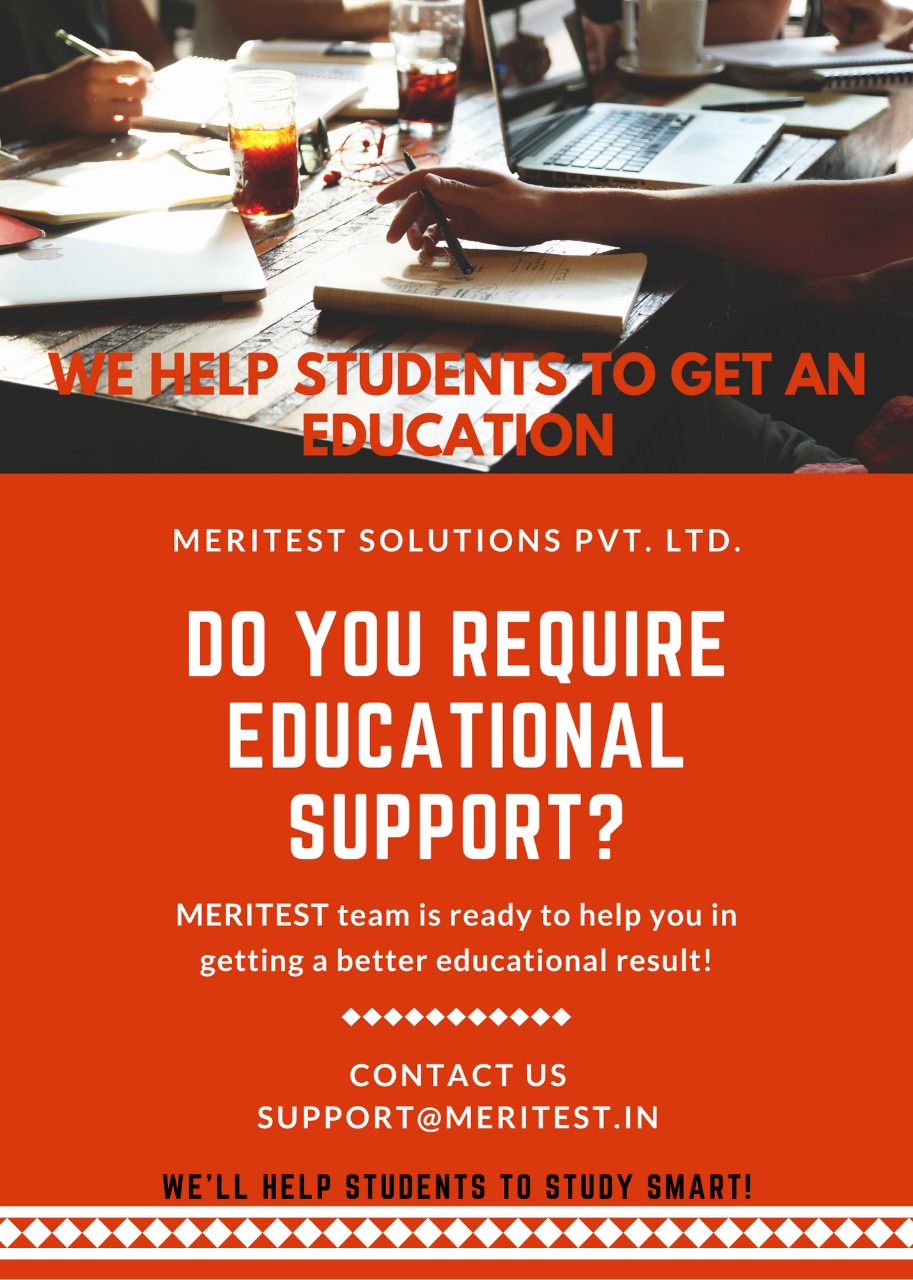 WE HELP STUDENTS TO GET AN
EDUCATION
MERITEST SOLUTIONS PVT. LTD.
DO YOU REQUIRE
EDUCATIONAL
SUPPORT?
MERITEST team is ready to help you in
getting a better educational result!
CONTACT US
SUPPORT@MERITEST.IN
WE'LL HELP STUDENTS TO STUDY SMART!